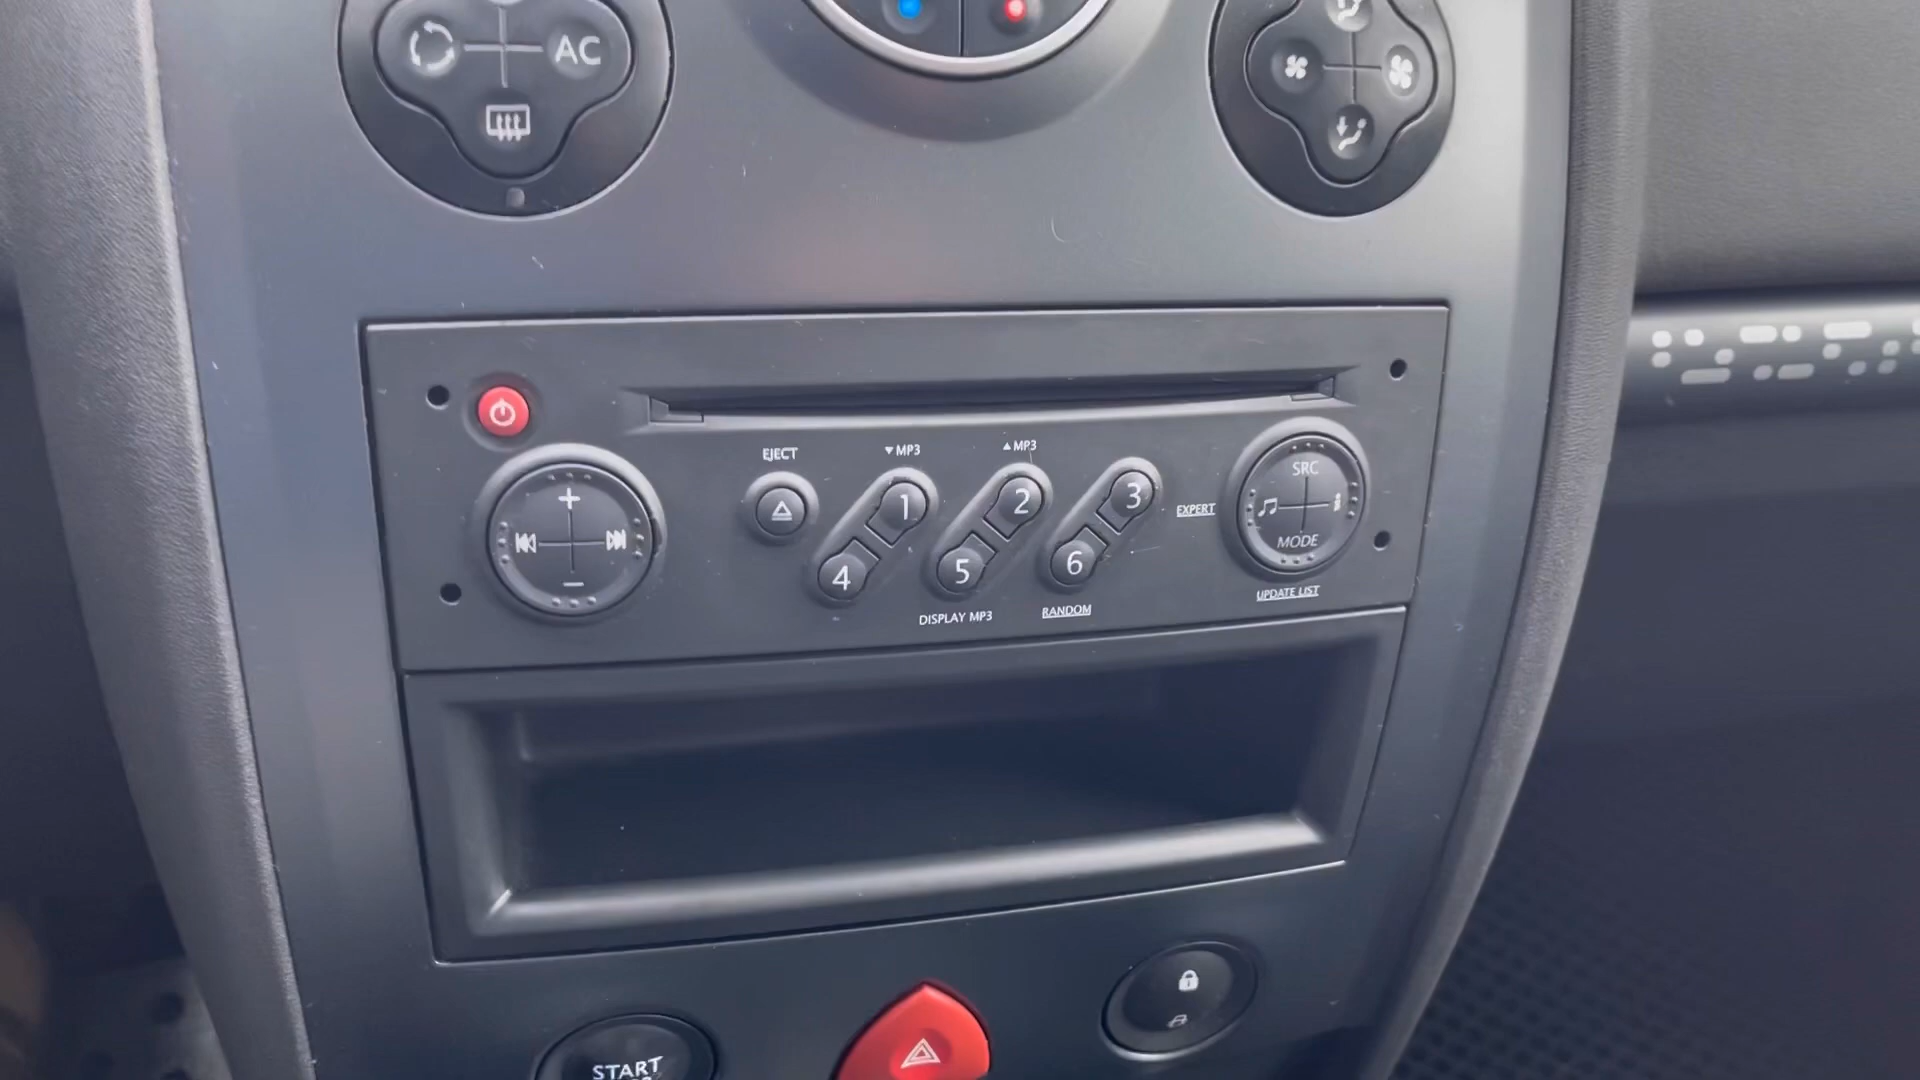 AC
EJECT
▼MP3
▲MP3
1
2
3
4
5
6
EXPERT
SRC
MODE
DISPLAY MP3
RANDOM
UPDATE LIST
START